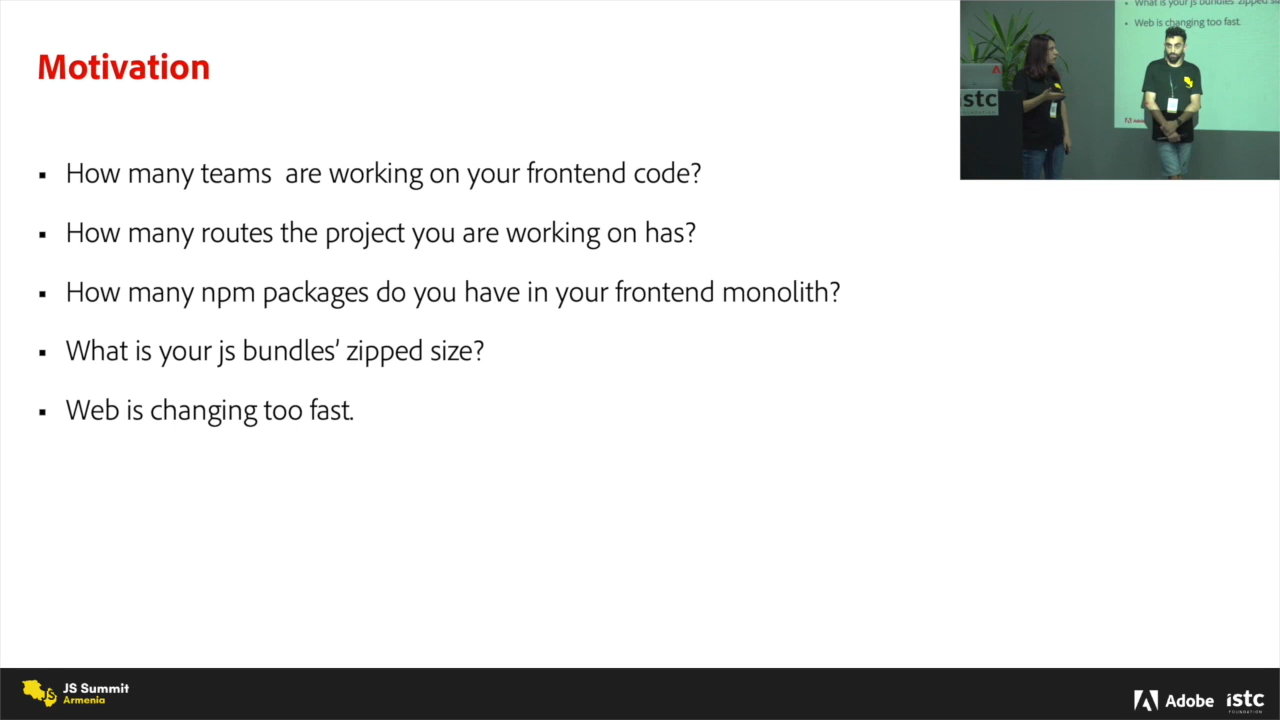 Motivation
How many teams  are working on your frontend code?
How many routes the project you are working on has?
How many npm packages do you have in your frontend monolith?
What is your js bundles’ zipped size?
Web is changing too fast.
What is your js bundles' zipped si
Web is changing too fast.
istc
JS Summit
Armenia
Adobe
istc
FOUNDATION